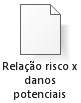 Relação risco x
danos
potenciais